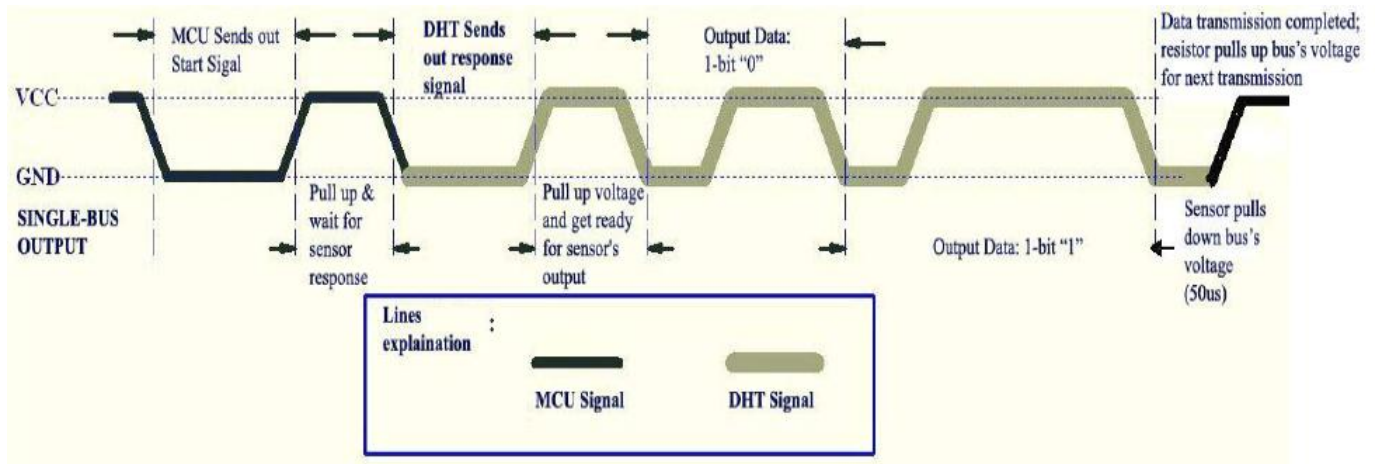 MCU Sends out
Start Sigal
DHT Sends
out response
signal
Output Data:
1-bit “0”
Data transmission completed;
resistor pulls up bus’s voltage
for next transmission
VCC
GND
SINGLE-BUS
OUTPUT
Pull up &
wait for
sensor
response
Pull up voltage
and get ready
for sensor's
output
Output Data: 1-bit “1”
Sensor pulls
down bus’s
voltage
(50us)
Lines
explaination :
MCU Signal
DHT Signal